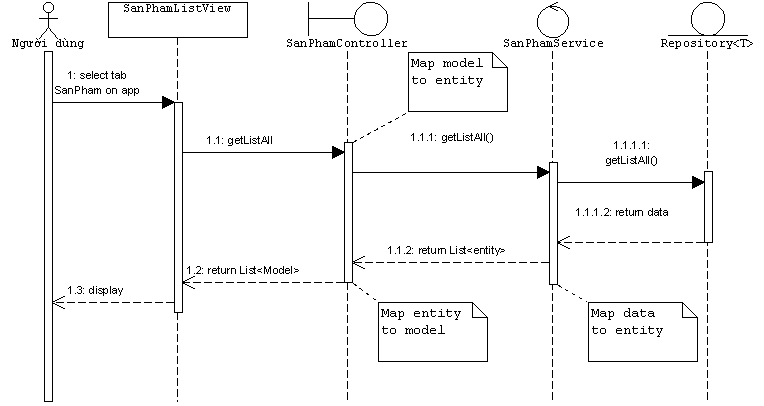 SanPhamListView
Người dùng
SanPhamController
SanPhamService
Repository<T>
Map model
to entity
1: select tab
SanPham on app
1.1: getListAll
1.1.1: getListAll()
1.1.1.1:
getListAll()
1.1.1.2: return data
1.1.2: return List<entity>
1.2: return List<Model>
1.3: display
Map entity
to model
Map data
to entity